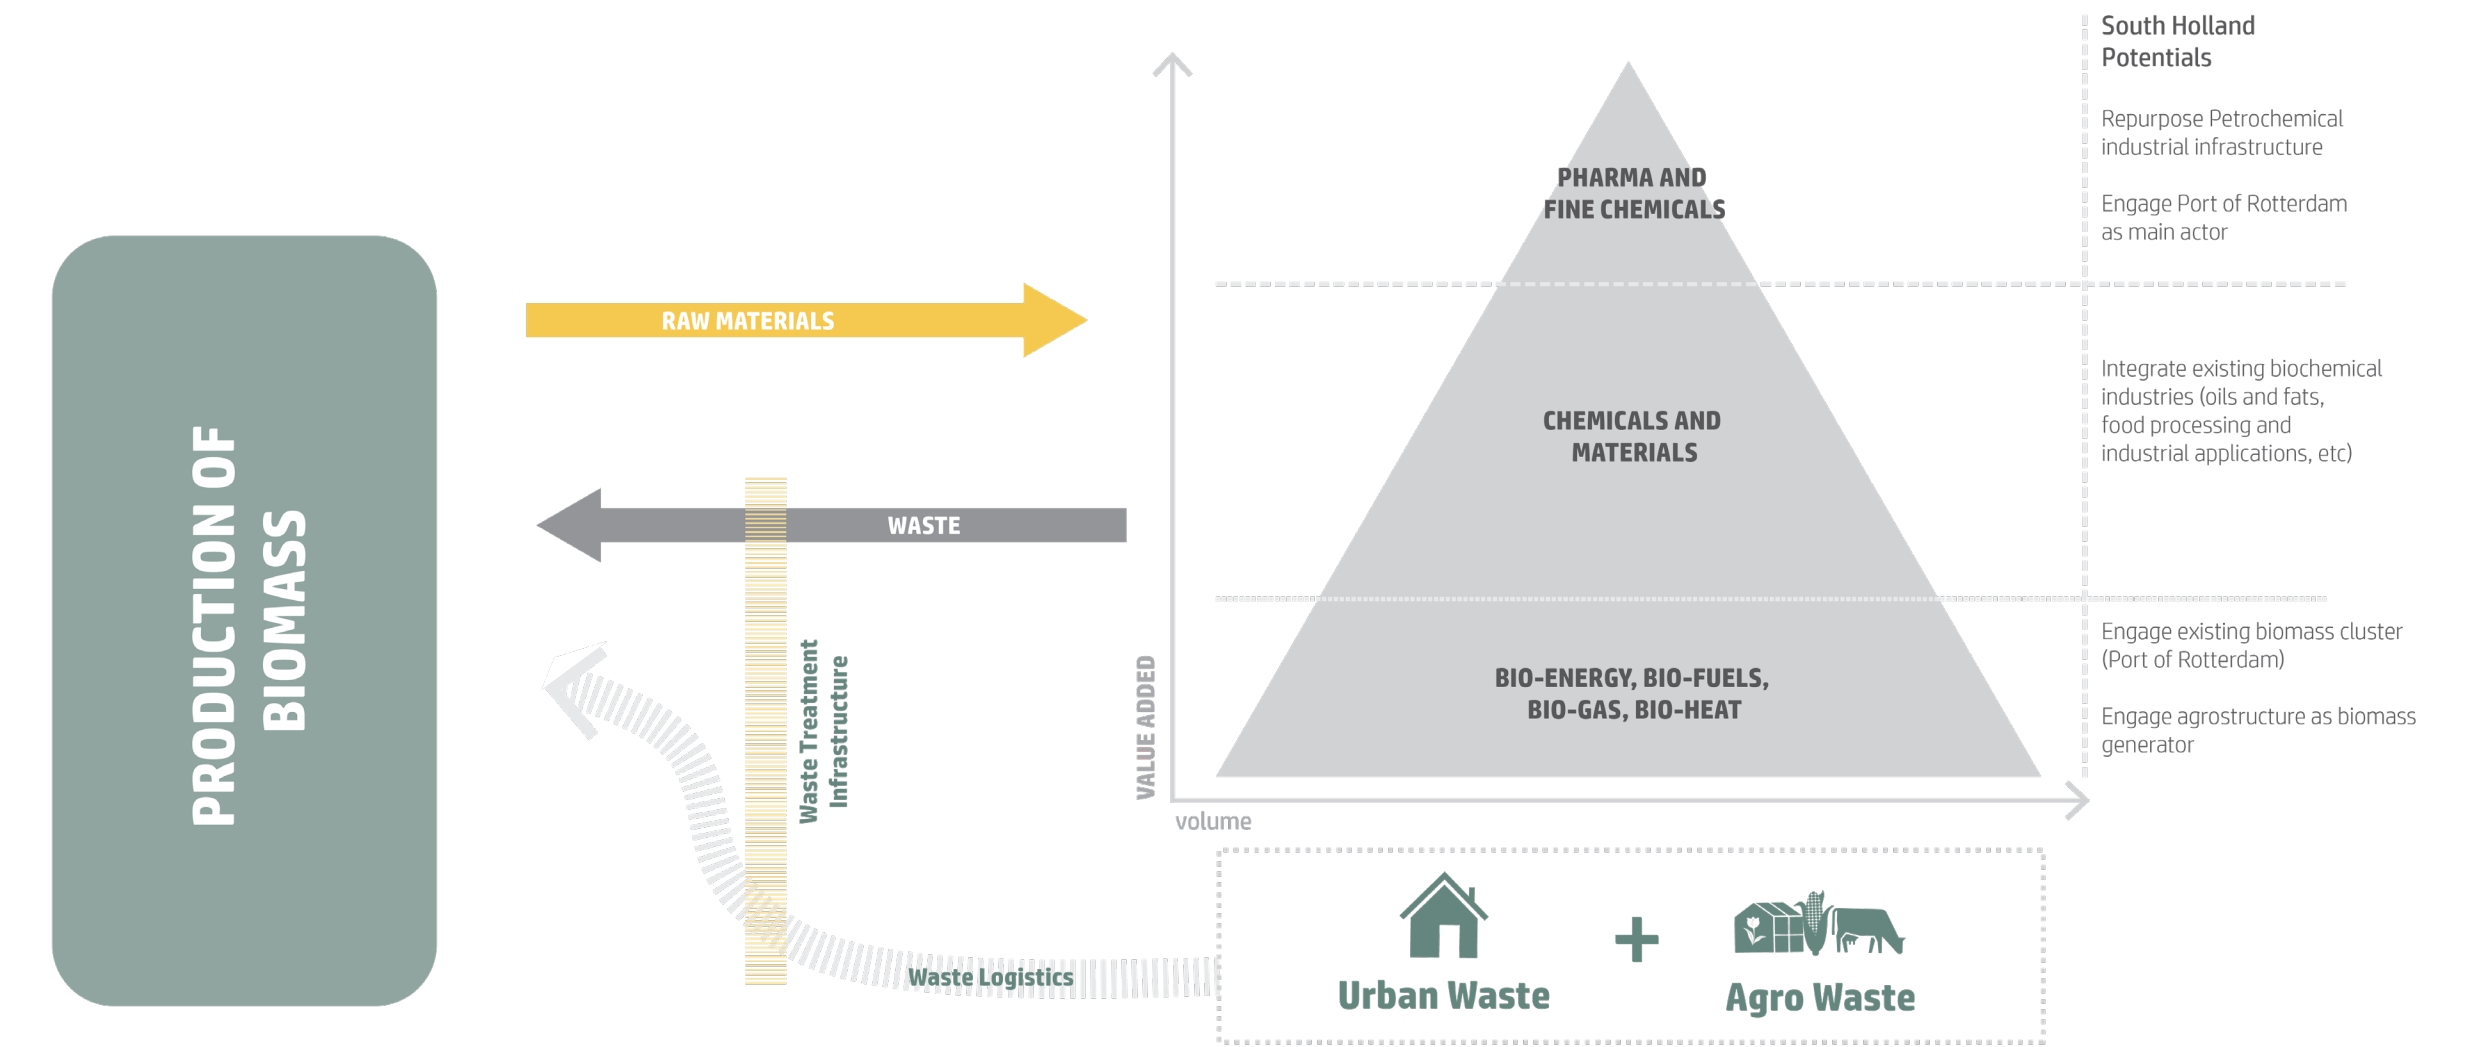 PRODUCTION OF
BIOMASS
RAW MATERIALS
WASTE
Waste Treatment
Infrastructure
Waste Logistics
VALUE ADDED
volume
PHARMA AND
FINE CHEMICALS
CHEMICALS AND
MATERIALS
BIO-ENERGY, BIO-FUELS,
BIO-GAS, BIO-HEAT
Urban Waste
+
Agro Waste
South Holland
Potentials
Repurpose Petrochemical
industrial infrastructure
Engage Port of Rotterdam
as main actor
Integrate existing biochemical
industries (oils and fats,
food processing and
industrial applications, etc)
Engage existing biomass cluster
(Port of Rotterdam)
Engage agrostructure as biomass
generator